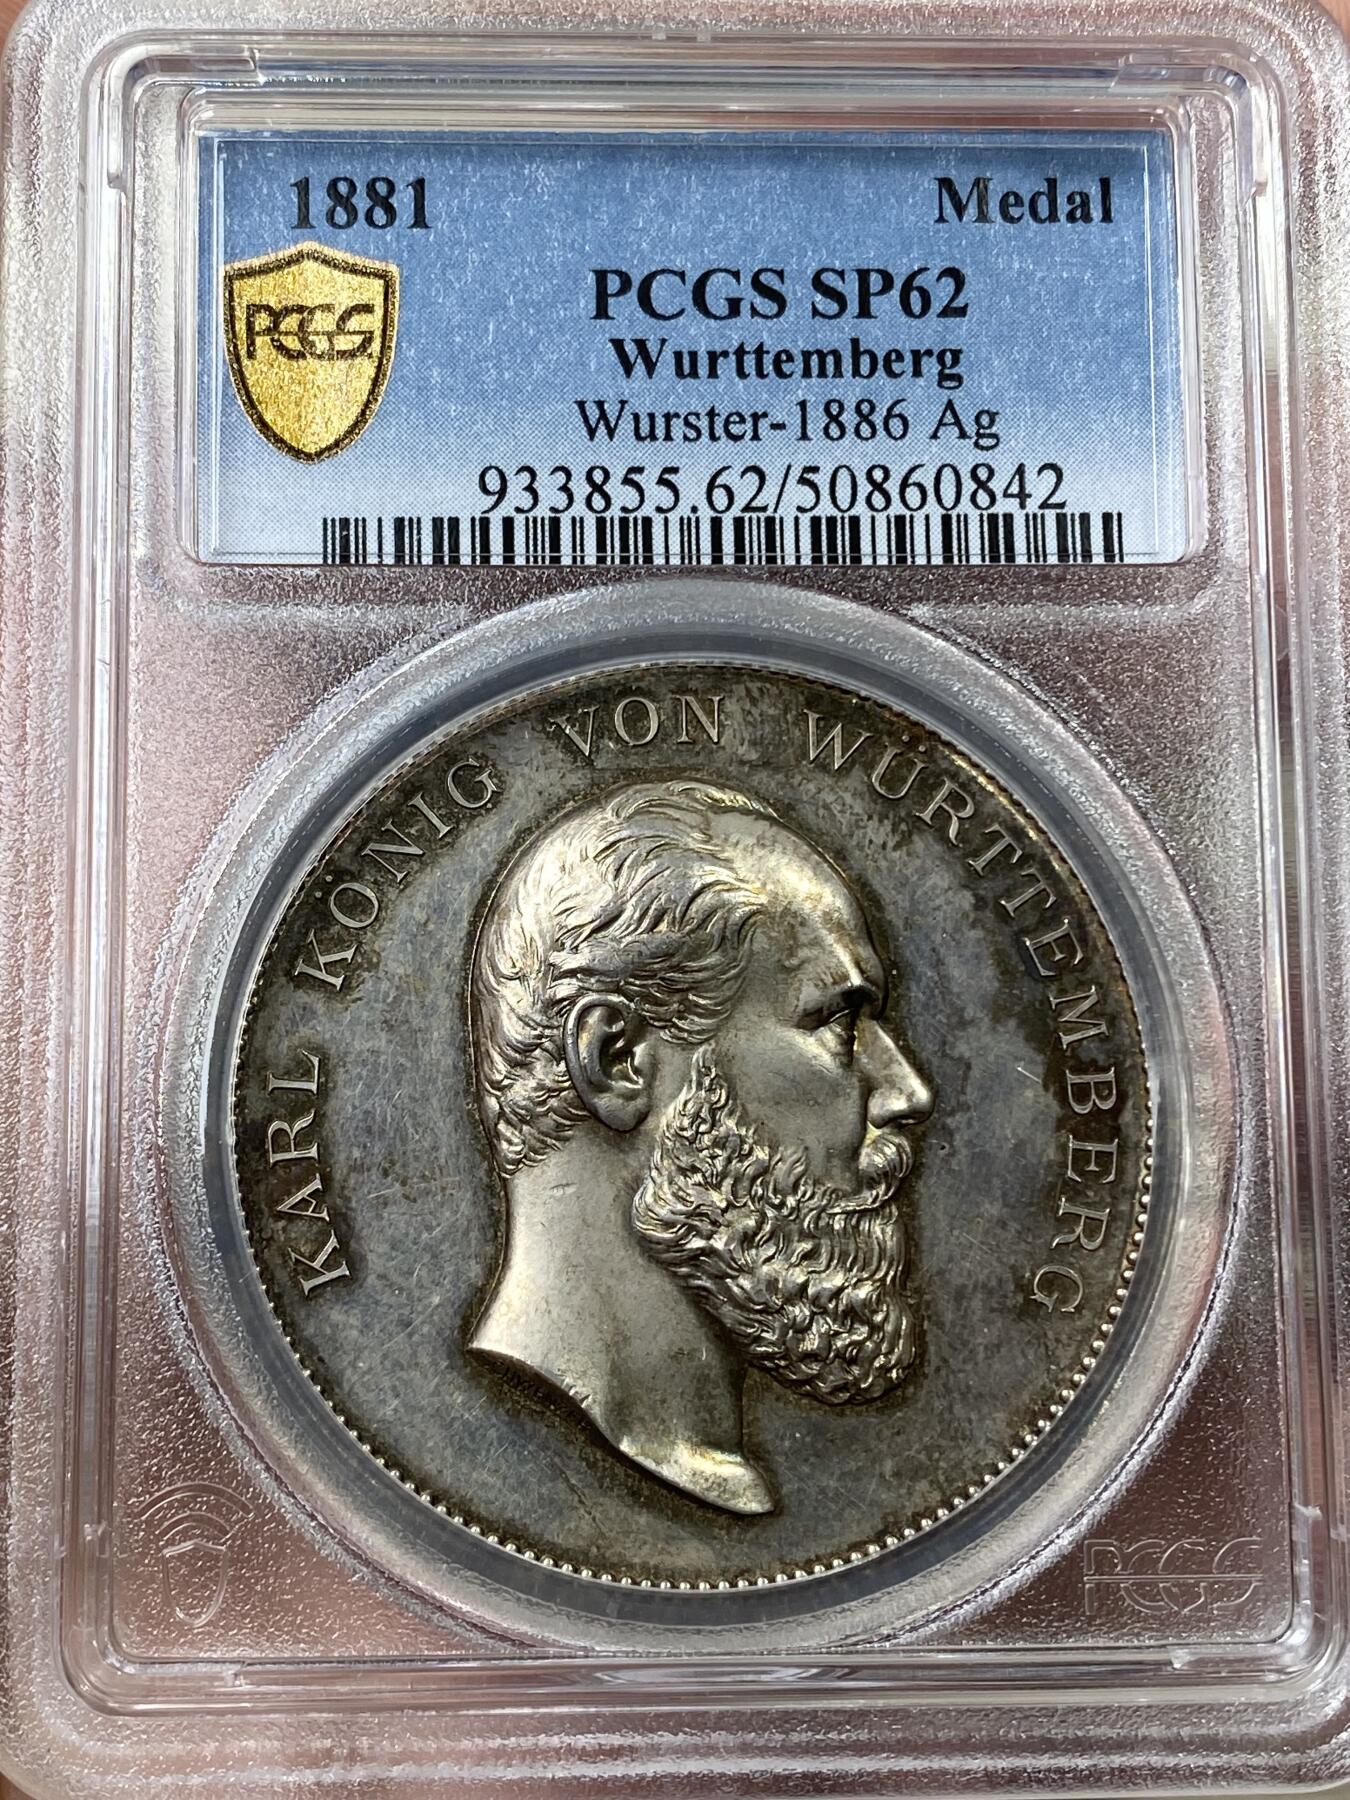 1881 Medal
PCGS
PCGS SP62
Wurttemberg
Wurster-1886 Ag
933855.62/50860842
KARL KÖNIG VON WÜRTTEMBERG
PCGS